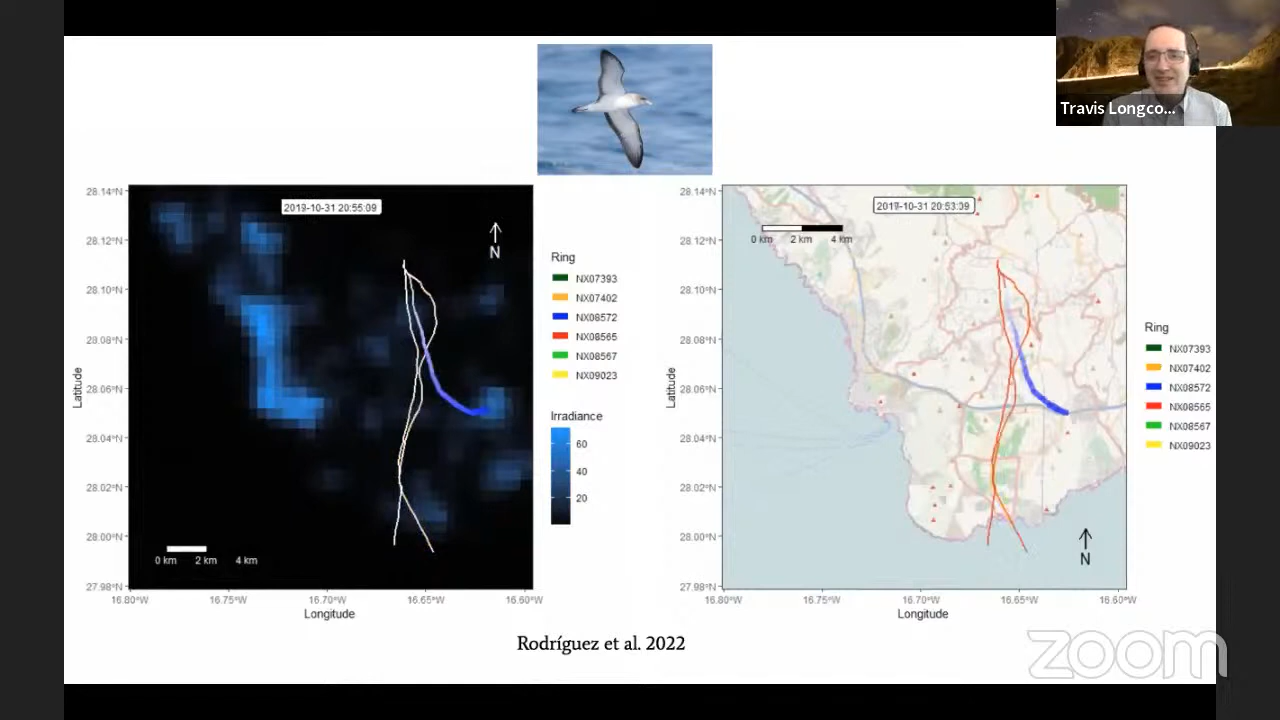 Travis Longco...
2019-10-31 20:55:09
N
28.14°N
28.12°N
28.10°N
28.08°N
28.06°N
28.04°N
28.02°N
28.00°N
27.98°N
Latitude
0 km 2 km 4 km
16.80°W 16.75°W 16.70°W 16.65°W 16.60°W
Longitude
Ring
NX07393
NX07402
NX08572
NX08565
NX08567
NX09023
Irradiance
60
40
20
2019-10-31 20:53:09
0 km 2 km 4 km
28.14°N
28.12°N
28.10°N
28.08°N
28.06°N
28.04°N
28.02°N
28.00°N
27.98°N
Latitude
N
16.80°W 16.75°W 16.70°W 16.65°W 16.60°W
Longitude
Ring
NX07393
NX07402
NX08572
NX08565
NX08567
NX09023
Rodríguez et al. 2022
zoom